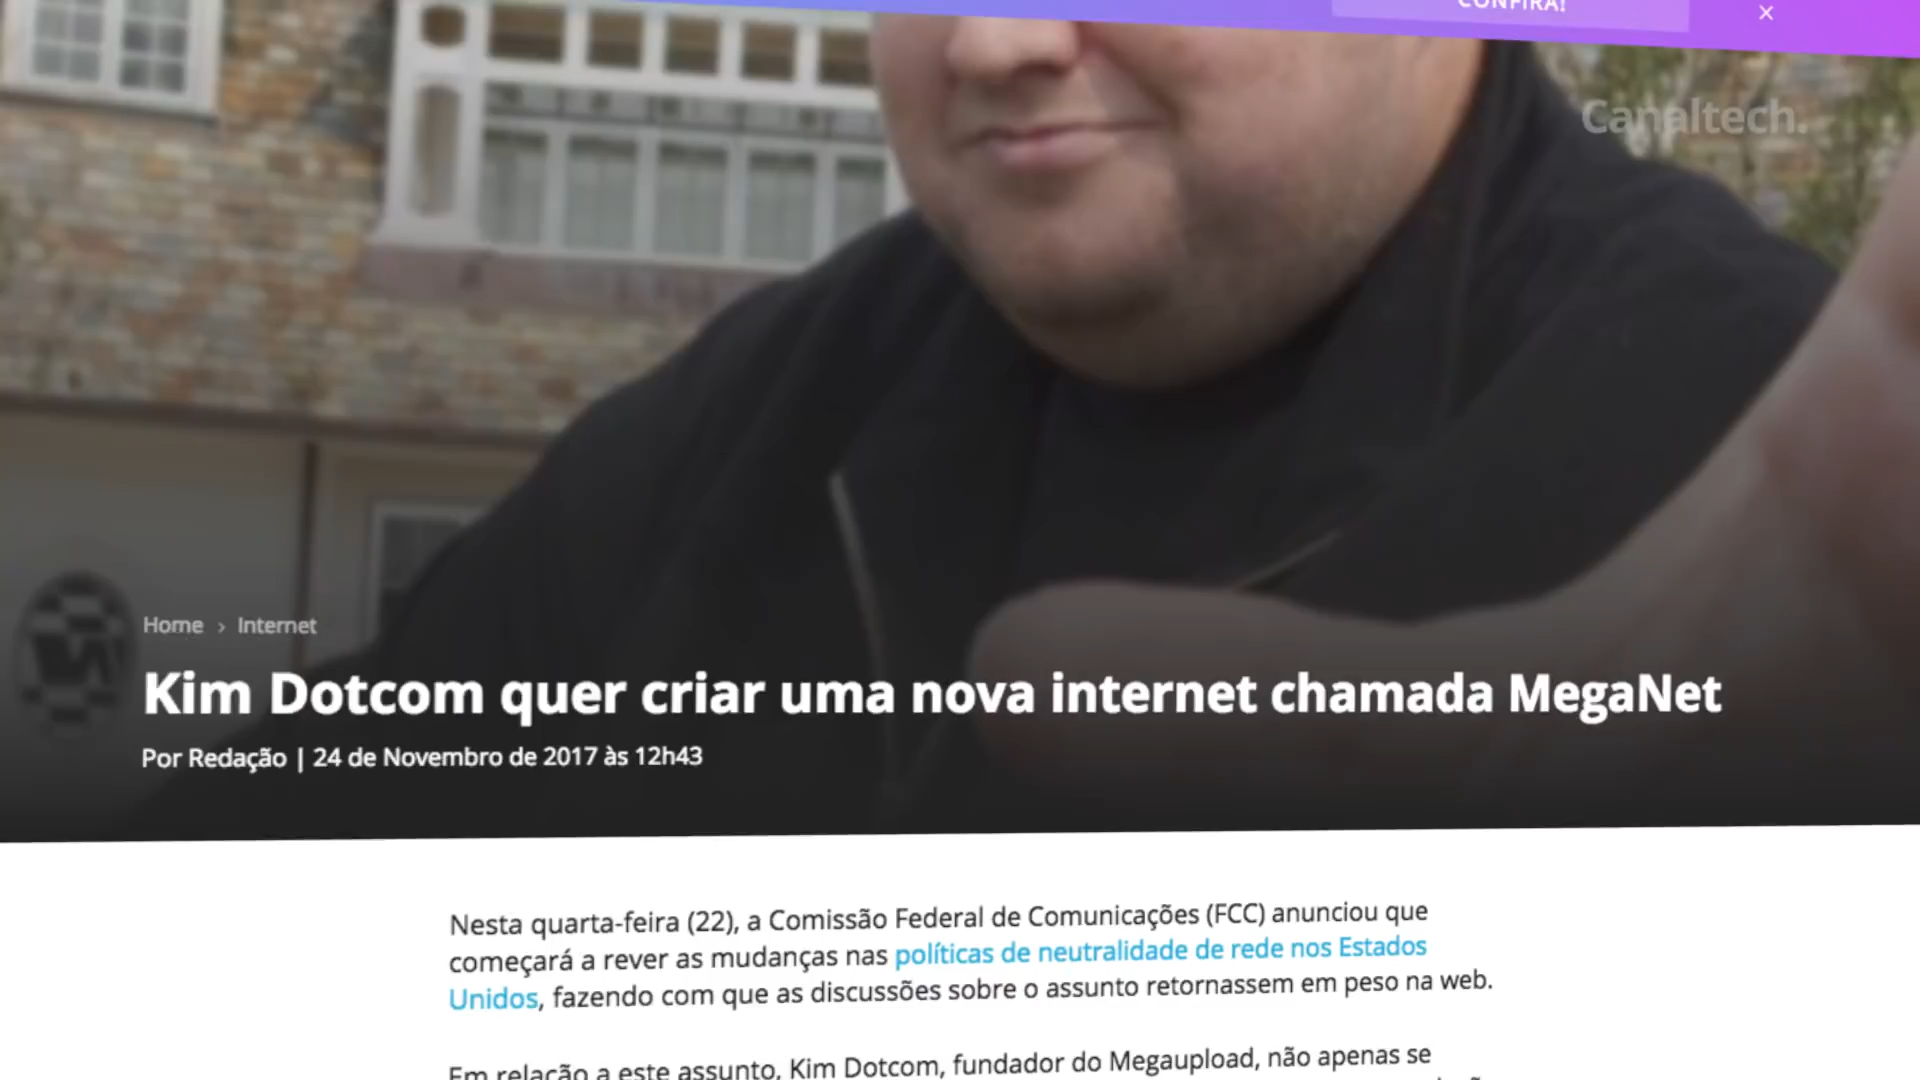 CONFIRA!
×
Canaltech.
Home › Internet
Kim Dotcom quer criar uma nova internet chamada MegaNet
Por Redação | 24 de Novembro de 2017 às 12h43
Nesta quarta-feira (22), a Comissão Federal de Comunicações (FCC) anunciou que
começará a rever as mudanças nas políticas de neutralidade de rede nos Estados
Unidos, fazendo com que as discussões sobre o assunto retornassem em peso na web.
Em relação a este assunto, Kim Dotcom, fundador do Megaupload, não apenas se